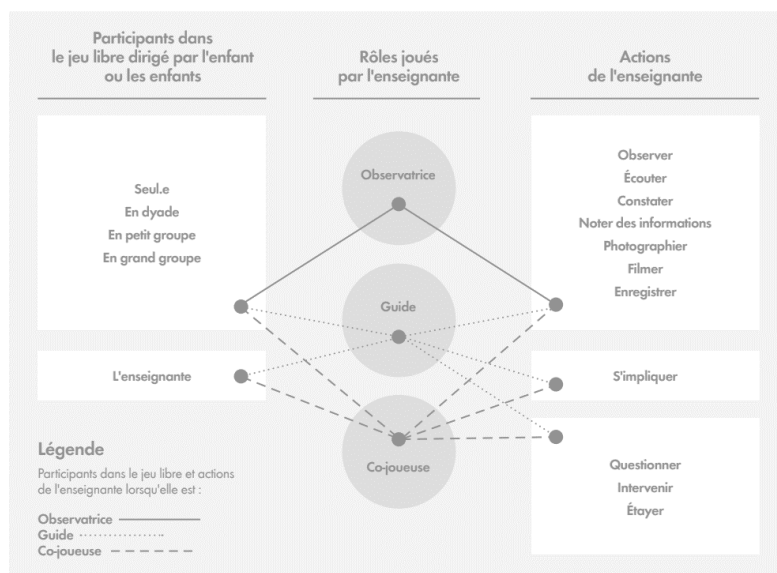 Participants dans
le jeu libre dirigé par l'enfant
ou les enfants
Rôles joués
par l'enseignante
Actions
de l'enseignante
Seul.e
En dyade
En petit groupe
En grand groupe
L'enseignante
Observatrice
Guide
Co-joueuse
Observer
Écouter
Constater
Noter des informations
Photographier
Filmer
Enregistrer
S'impliquer
Questionner
Intervenir
Étayer
Légende
Participants dans le jeu libre et actions
de l'enseignante lorsqu'elle est :
Observatrice
Guide
Co-joueuse